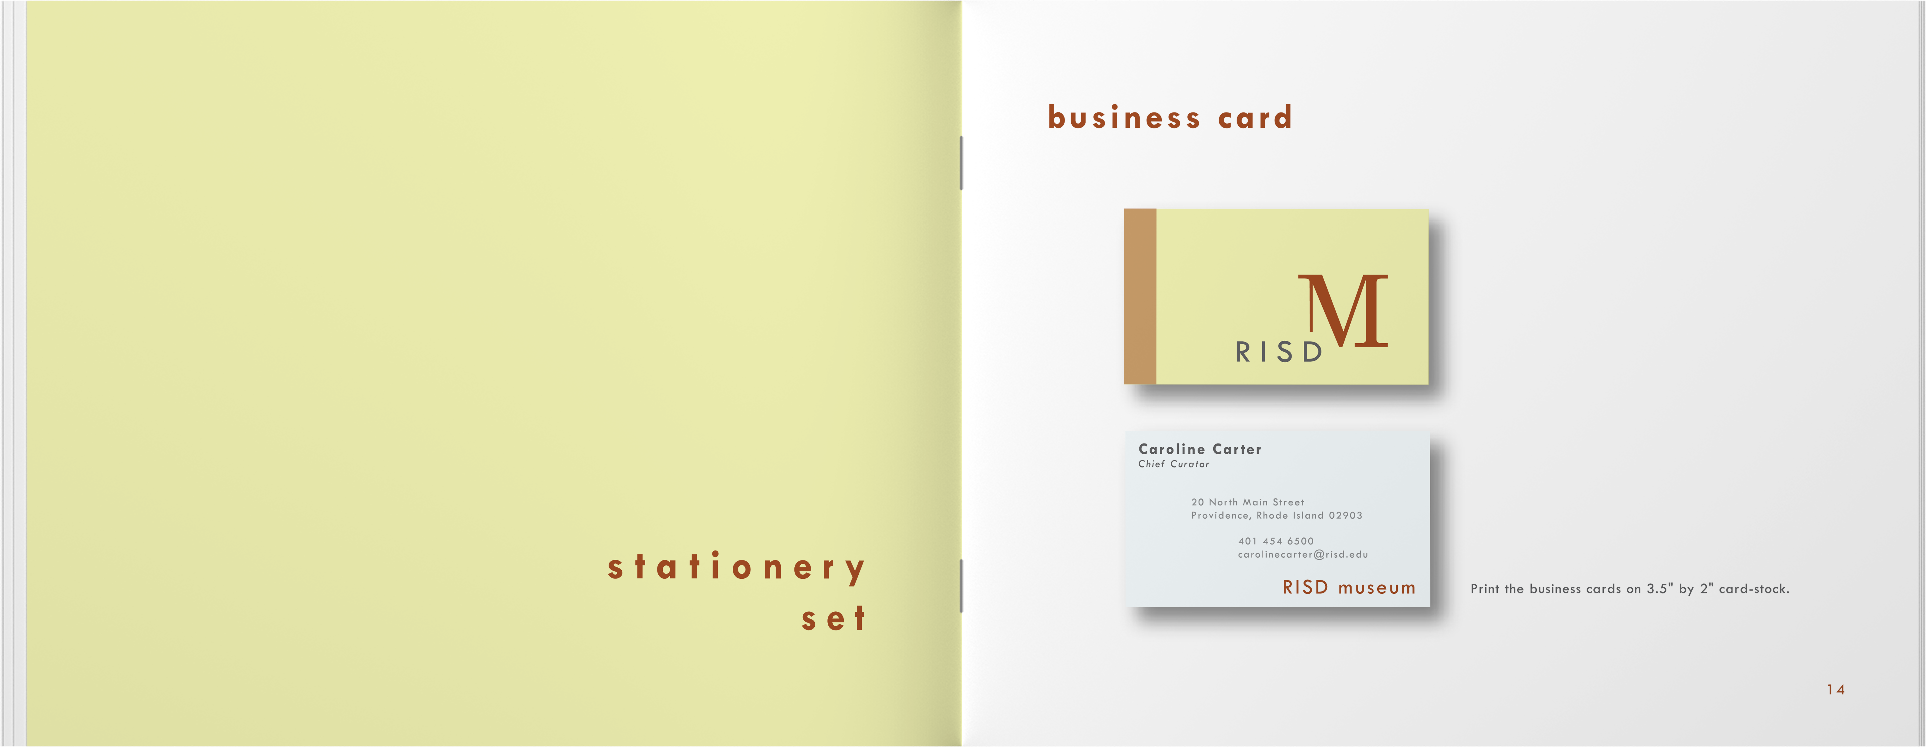 stationery
set
business card
M
RISD
Caroline Carter
Chief Curator
20 North Main Street
Providence, Rhode Island 02903
401 454 6500
carolinecarter@risd.edu
RISD museum
Print the business cards on 3.5" by 2" card-stock.
14